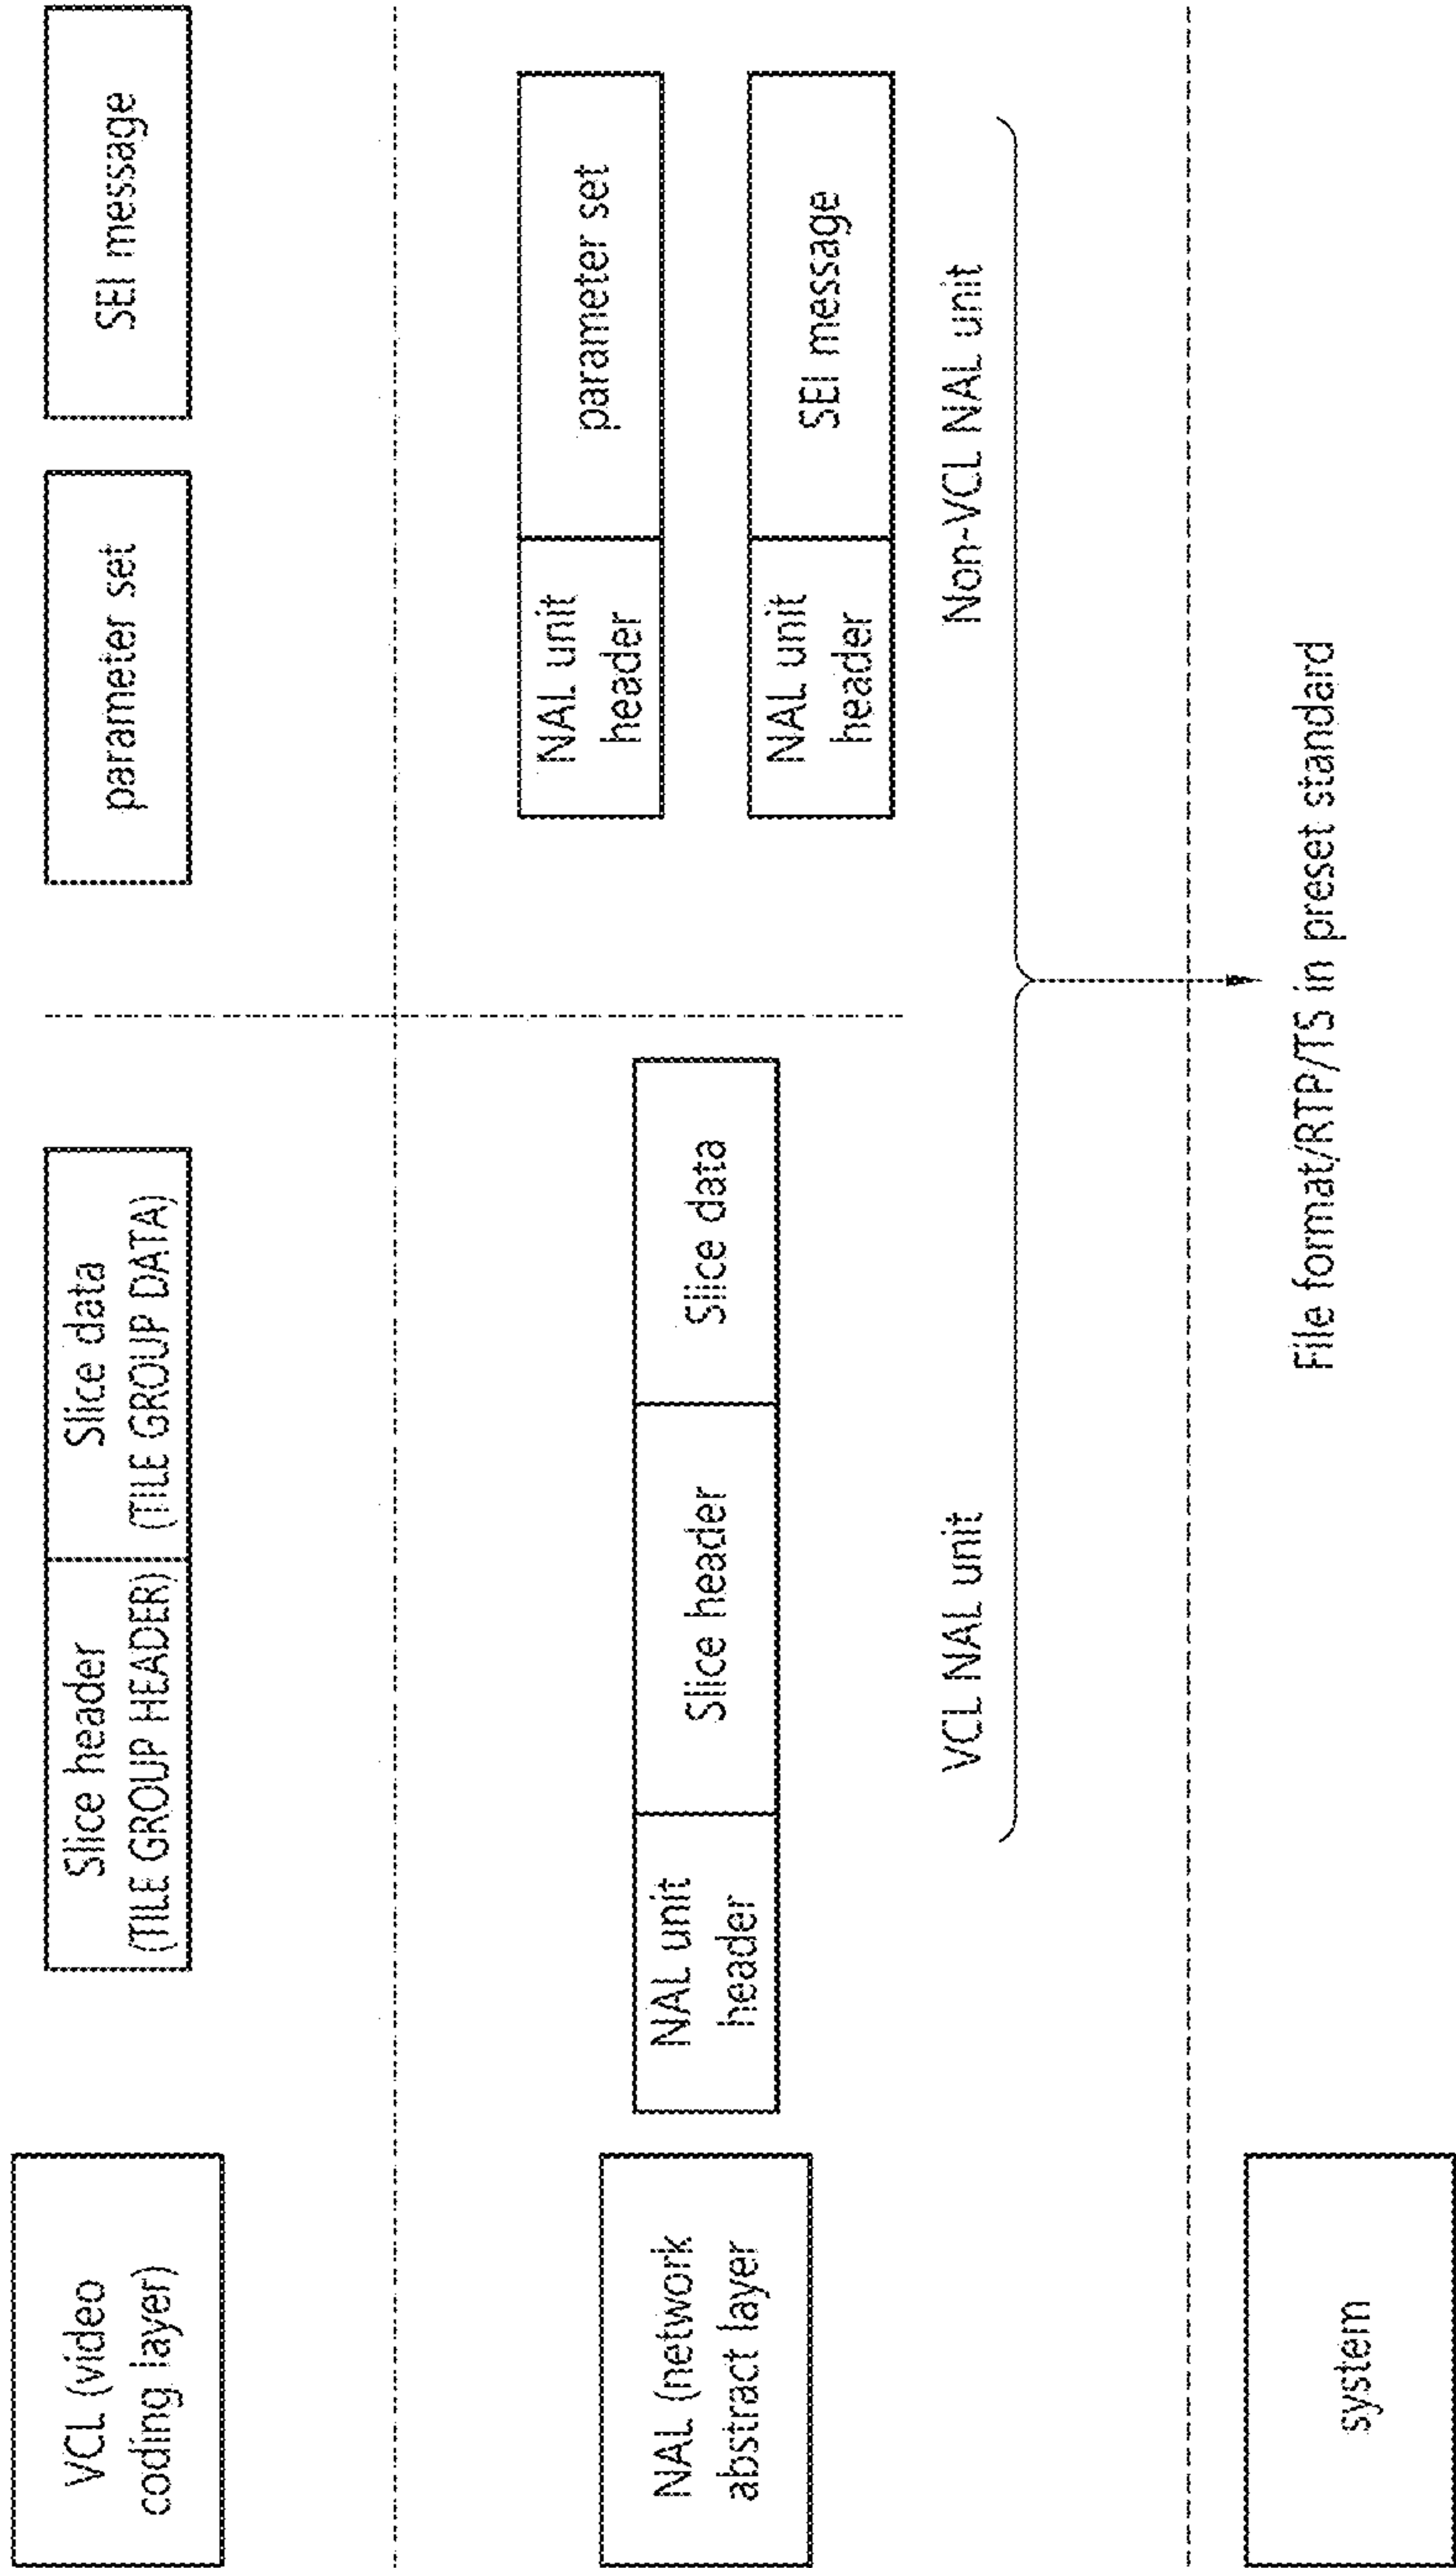 VCL (video
coding layer)
Slice header
(TILE GROUP HEADER)
Slice data
(TILE GROUP DATA)
parameter set
SEI message
NAL (network
abstract layer
NAL unit
header
Slice header
Slice data
NAL unit
header
parameter set
NAL unit
header
SEI message
VCL NAL unit
Non-VCL NAL unit
system
File format/RTP/TS in preset standard